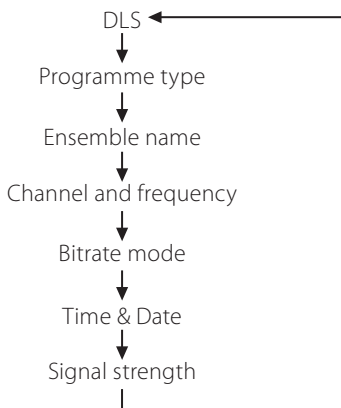 DLS
Programme type
Ensemble name
Channel and frequency
Bitrate mode
Time & Date
Signal strength